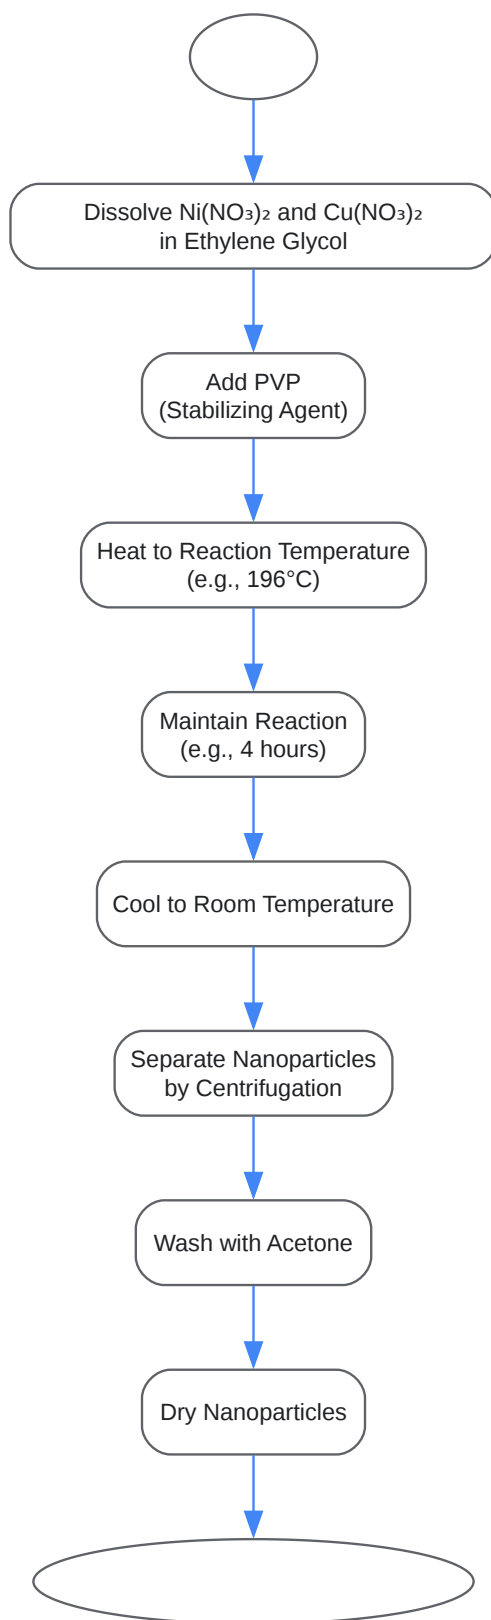 Dissolve Ni(NO₃)₂ and Cu(NO₃)₂
in Ethylene Glycol
Add PVP
(Stabilizing Agent)
Heat to Reaction Temperature
(e.g., 196°C)
Maintain Reaction
(e.g., 4 hours)
Cool to Room Temperature
Separate Nanoparticles
by Centrifugation
Wash with Acetone
Dry Nanoparticles